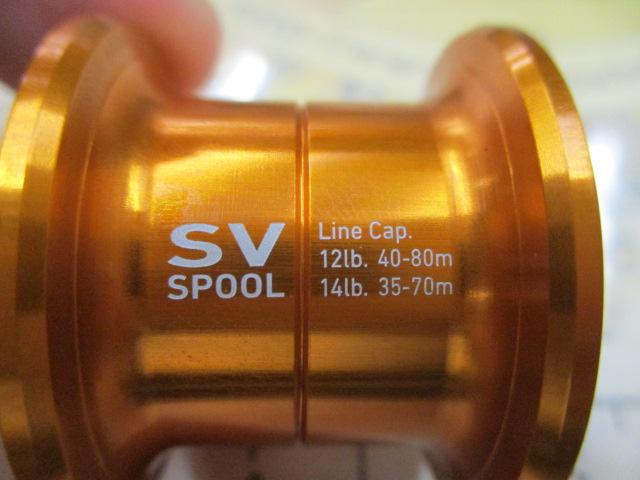 SV
SPOOL
Line Cap.
12lb. 40-80m
14lb. 35-70m